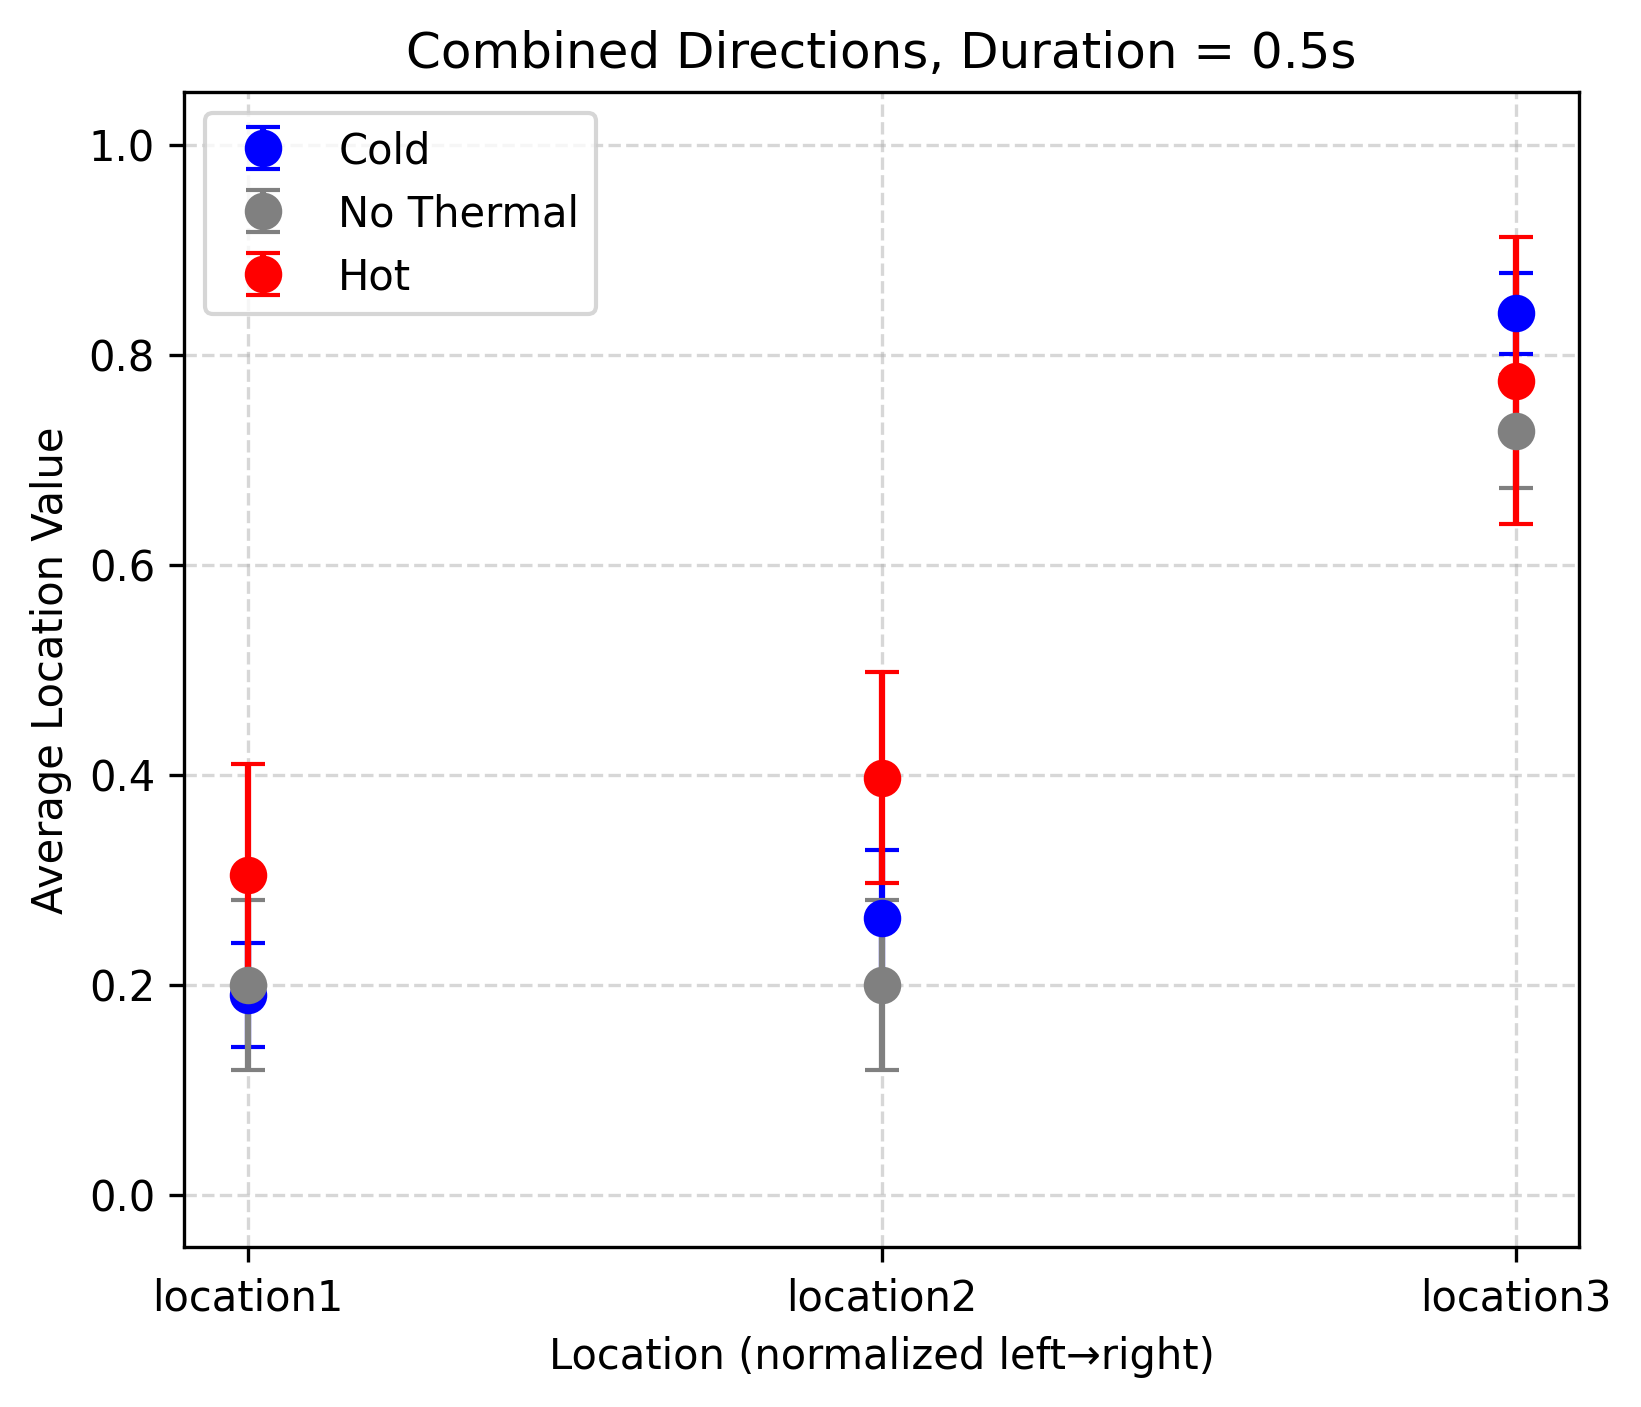 Combined Directions, Duration = 0.5s
Cold
No Thermal
Hot
1.0
0.8
0.6
0.4
0.2
0.0
Average Location Value
location1
location2
location3
Location (normalized left→right)